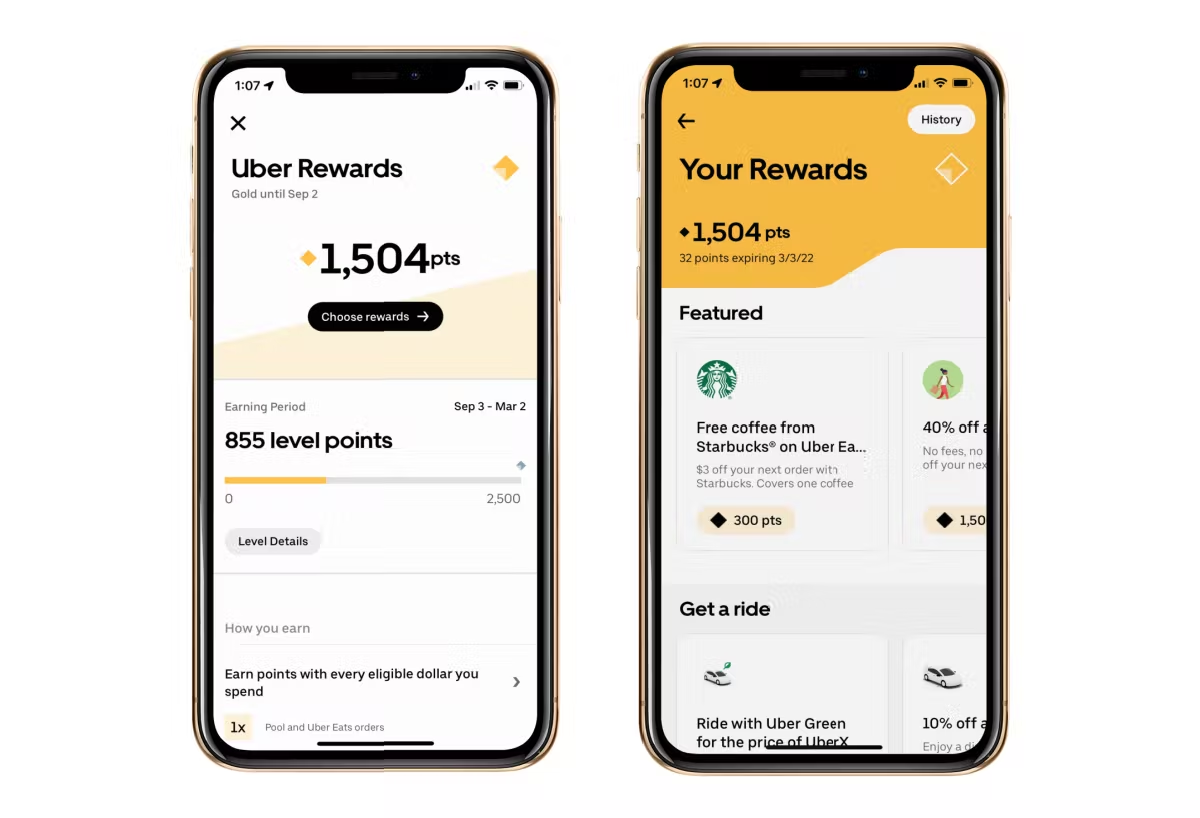 1:07
Uber Rewards
Gold until Sep 2
1,504 pts
Choose rewards
Earning Period
Sep 3 - Mar 2
855 level points
0
2,500
Level Details
How you earn
Earn points with every eligible dollar you
spend
1x
Pool and Uber Eats orders
1:07
History
Your Rewards
1,504 pts
32 points expiring 3/3/22
Featured
Free coffee from
Starbucks® on Uber Ea...
$3 off your next order with
Starbucks. Covers one coffee
300 pts
40% off
No fees, no
off your
1,50
Get a ride
Ride with Uber Green
for the price of UberX
10% off
Enjoy a